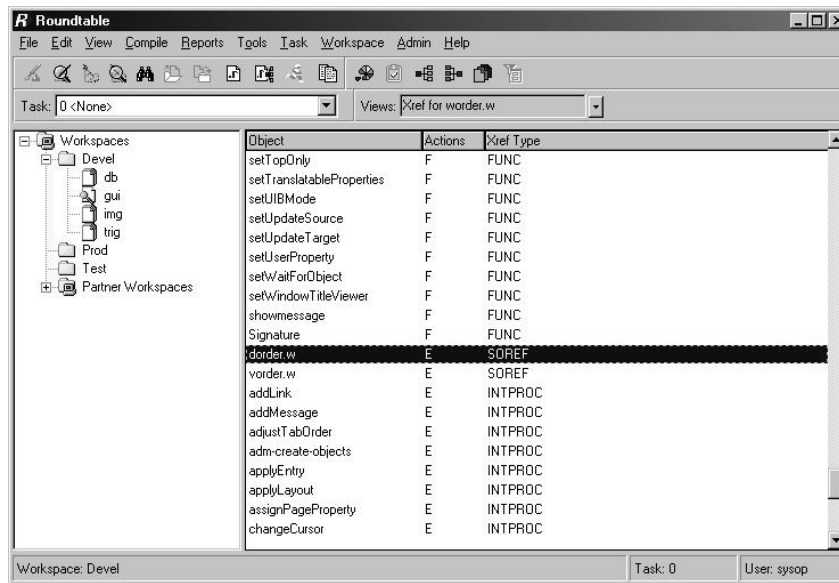 Roundtable
File Edit View Compile Reports Tools Task Workspace Admin Help
Task: 0 <None> Views: Xref for worder.w
Workspaces
Devel
db
gui
img
trig
Prod
Test
Partner Workspaces
Object Actions Xref Type
setTopOnly F FUNC
setTranslatableProperties F FUNC
setUIBMode F FUNC
setUpdateSource F FUNC
setUpdateTarget F FUNC
setUserProperty F FUNC
setWaitForObject F FUNC
setWindowTitleViewer F FUNC
showmessage F FUNC
Signature F FUNC
dorder.w E SOREF
vorder.w E SOREF
addLink E INTPROC
addMessage E INTPROC
adjustTabOrder E INTPROC
adm-create-objects E INTPROC
applyEntry E INTPROC
applyLayout E INTPROC
assignPageProperty E INTPROC
changeCursor E INTPROC
Workspace: Devel Task: 0 User: sysop